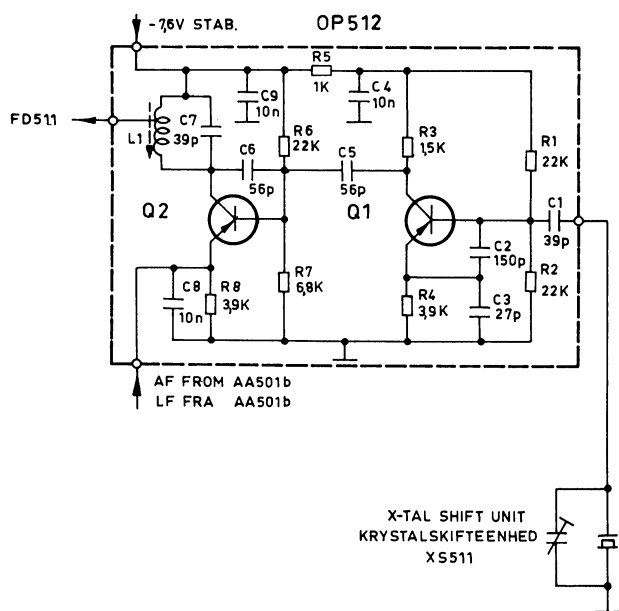 -7,6V STAB.
OP512
R5
1K
C9
10n
C4
10n
FD511
L1
C7
39p
R6
22K
R3
1,5K
R1
22K
C6
56p
C5
56p
Q2
Q1
C1
39p
C2
150p
C8
10n
R8
3,9K
R7
6,8K
R4
3,9K
C3
27p
R2
22K
AF FROM AA501b
LF FRA AA501b
X-TAL SHIFT UNIT
KRYSTALSKIFTEENHED
XS511